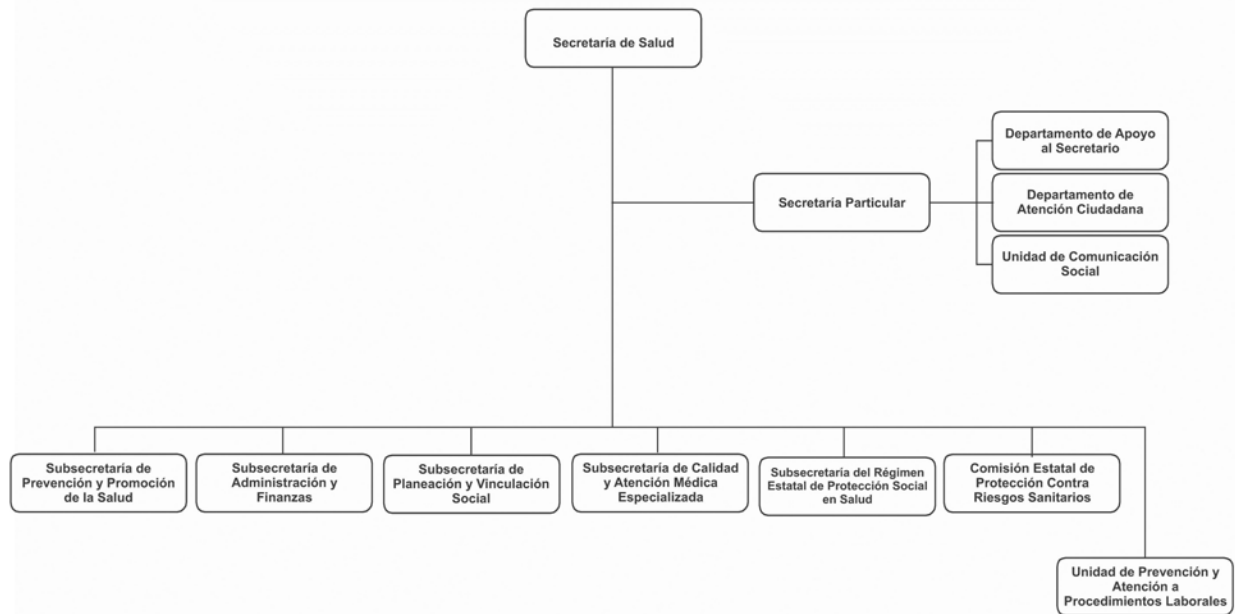 Secretaría de Salud
Departamento de Apoyo
al Secretario
Secretaría Particular
Departamento de
Atención Ciudadana
Unidad de Comunicación
Social
Subsecretaría de
Prevención y Promoción
de la Salud
Subsecretaría de
Administración y
Finanzas
Subsecretaría de
Planeación y Vinculación
Social
Subsecretaría de Calidad
y Atención Médica
Especializada
Subsecretaría del Régimen
Estatal de Protección Social
en Salud
Comisión Estatal de
Protección Contra
Riesgos Sanitarios
Unidad de Prevención y
Atención a
Procedimientos Laborales